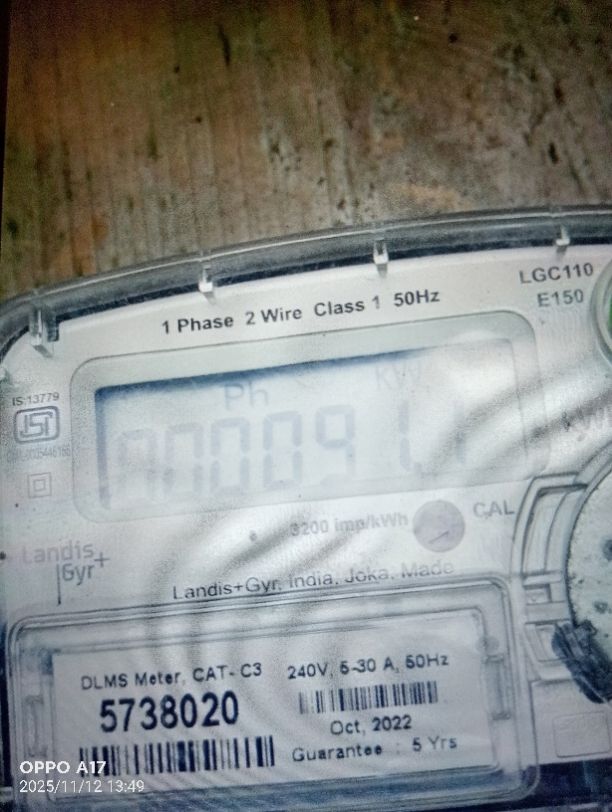 LGC110
E150
1 Phase 2 Wire Class 1 50Hz
IS:13779
ISI
Ph
3200 imp/kWh
CAL
Landis+
Gyr
Landis+Gyr, India, Joka, Made
DLMS Meter, CAT- C3
240V, 5-30 A, 50Hz
5738020
Oct, 2022
Guarantee : 5 Yrs
OPPO A17
2025/11/12 13:49